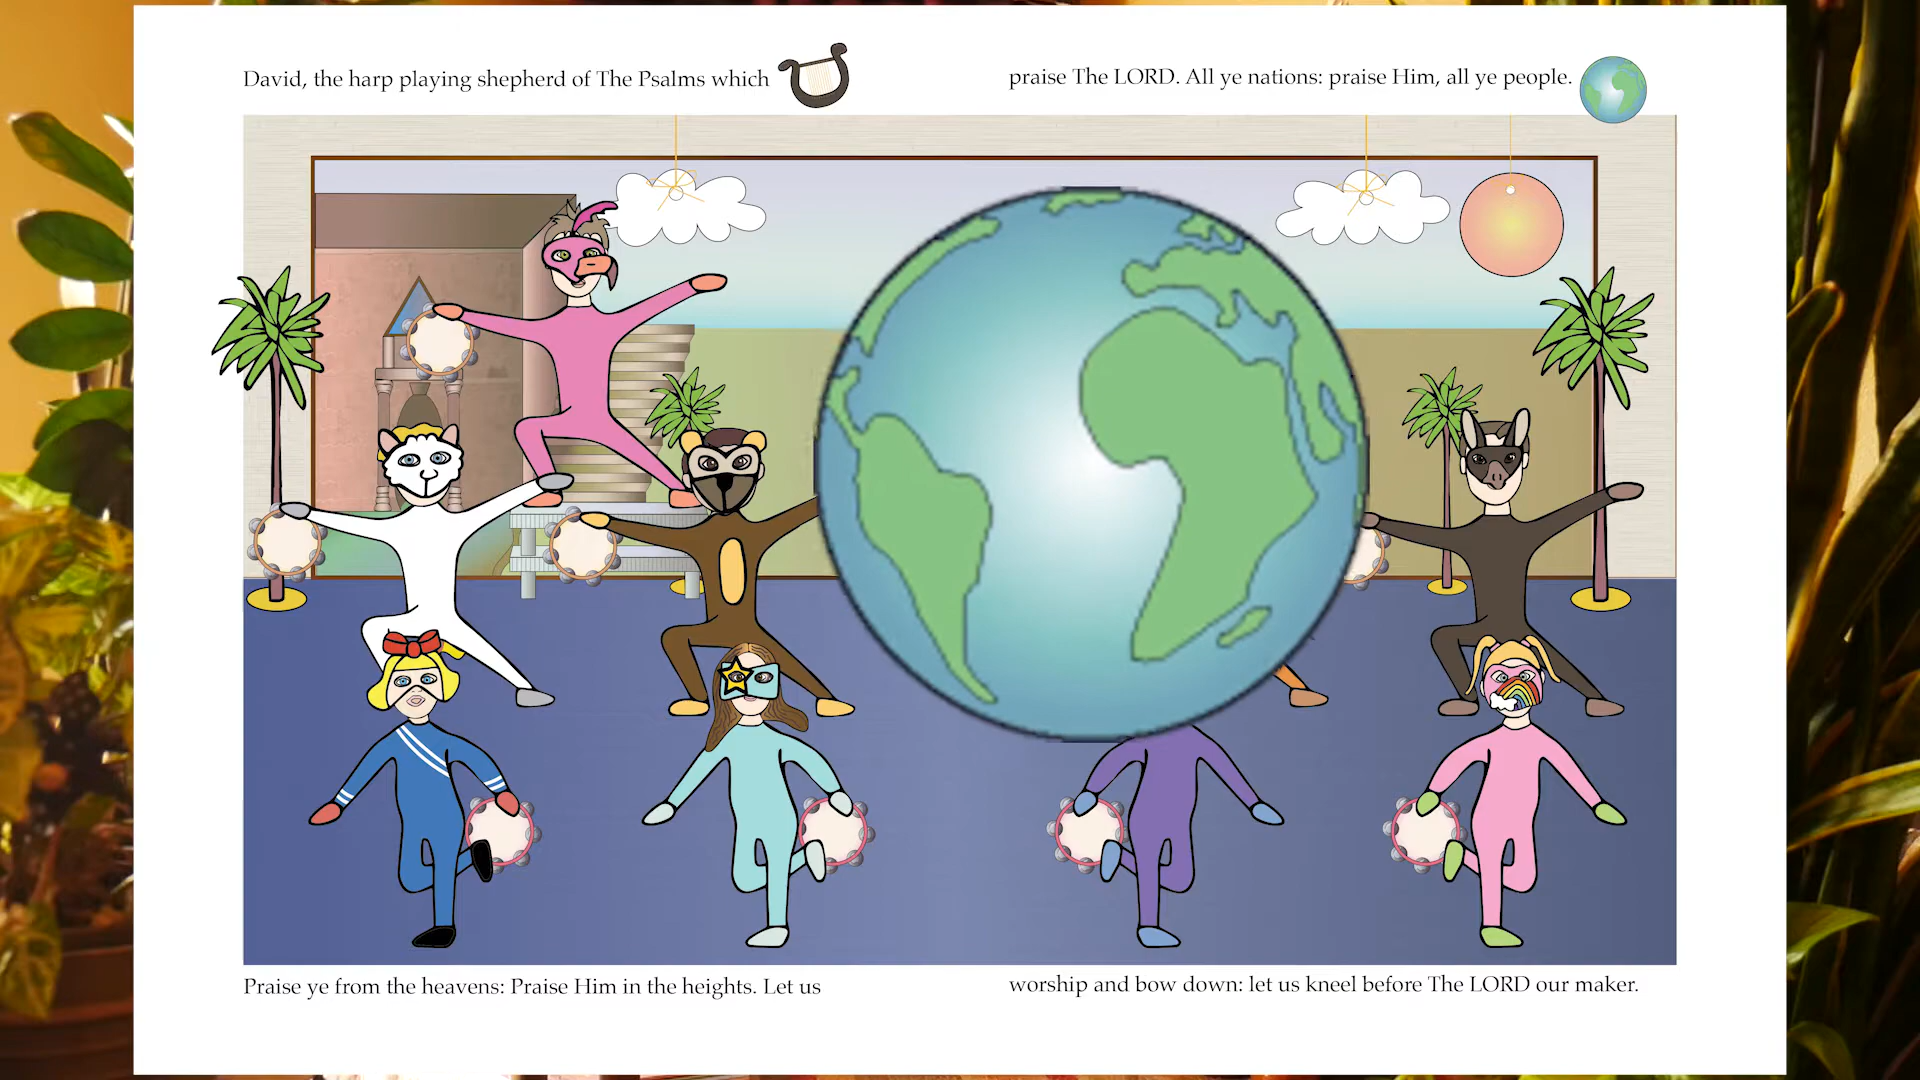 David, the harp playing shepherd of The Psalms which
praise The LORD. All ye nations: praise Him, all ye people.
Praise ye from the heavens: Praise Him in the heights. Let us
worship and bow down: let us kneel before The LORD our maker.